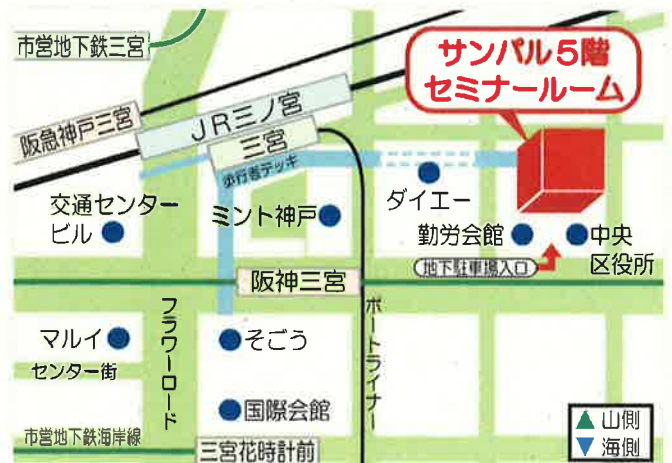 市営地下鉄三宮
サンパル5階
セミナールーム
阪急神戸三宮
JR三ノ宮
三宮
歩行者デッキ
交通センター
ビル
ミント神戸
ダイエー
勤労会館
中央
区役所
地下駐車場入口
阪神三宮
フラワーロード
ポートライナー
マルイ
センター街
そごう
国際会館
市営地下鉄海岸線
三宮花時計前
▲山側
▼海側